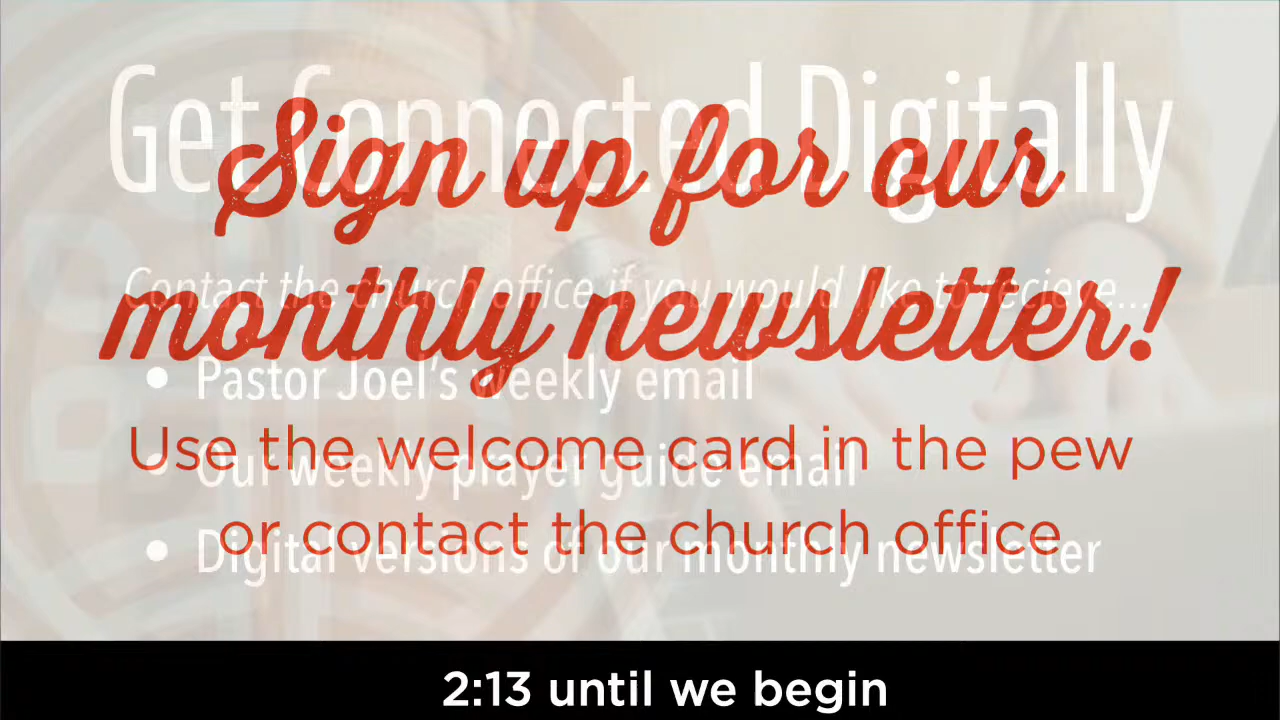 Get Connected Digitally
Sign up for our
Contact the church office if you would like to recieve...
monthly newsletter!
• Pastor Joel's weekly email
Use the welcome card in the pew
• Our weekly prayer guide email
or contact the church office
• Digital versions of our monthly newsletter
2:13 until we begin